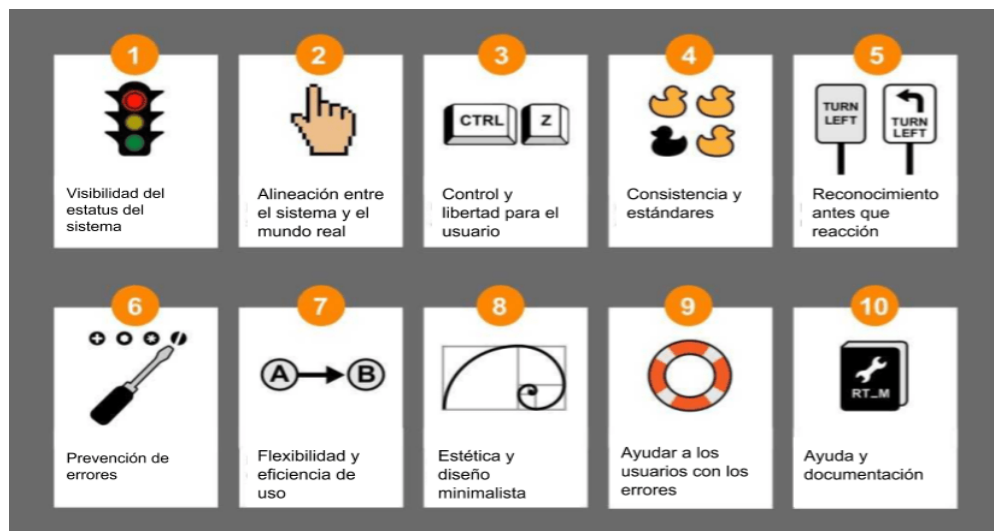 1
2
3
4
5
CTRL Z
TURN
LEFT
TURN
LEFT
Visibilidad del
estatus del
sistema
Alineación entre
el sistema y el
mundo real
Control y
libertad para el
usuario
Consistencia y
estándares
Reconocimiento
antes que
reacción
6
7
8
9
10
A B
RT_M
Prevención de
errores
Flexibilidad y
eficiencia de
uso
Estética y
diseño
minimalista
Ayudar a los
usuarios con los
errores
Ayuda y
documentación